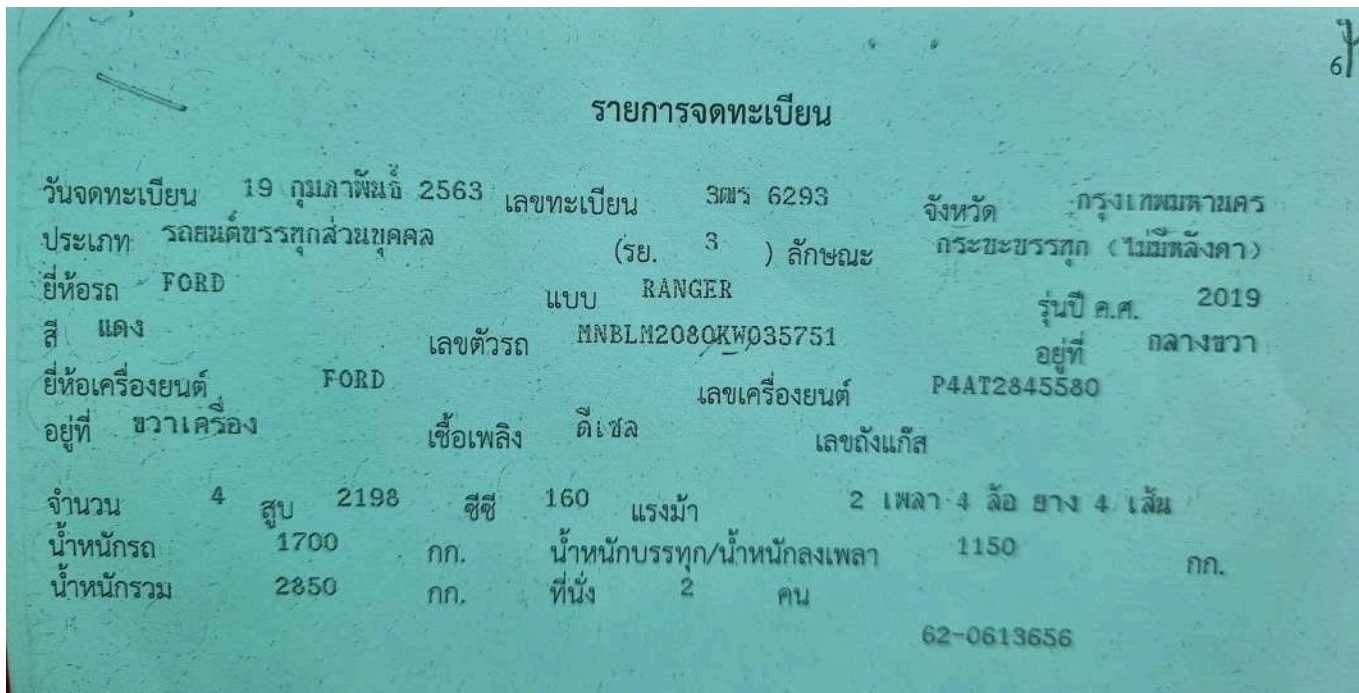 6
รายการจดทะเบียน
วันจดทะเบียน 19 กุมภาพันธ์ 2563 เลขทะเบียน 3ฒร 6293 จังหวัด กรุงเทพมหานคร
ประเภท รถยนต์บรรทุกส่วนบุคคล (รย. 3 ) ลักษณะ กระบะบรรทุก (ไม่มีหลังคา)
ยี่ห้อรถ FORD แบบ RANGER รุ่นปี ค.ศ. 2019
สี แดง เลขตัวรถ MNBLM2080KW035751 อยู่ที่ กลางขวา
ยี่ห้อเครื่องยนต์ FORD เลขเครื่องยนต์ P4AT2845580
อยู่ที่ ขวาเครื่อง เชื้อเพลิง ดีเซล เลขถังแก๊ส
จำนวน 4 สูบ 2198 ซีซี 160 แรงม้า 2 เพลา 4 ล้อ ยาง 4 เส้น
น้ำหนักรถ 1700 กก. น้ำหนักบรรทุก/น้ำหนักลงเพลา 1150 กก.
น้ำหนักรวม 2850 กก. ที่นั่ง 2 คน
62-0613656